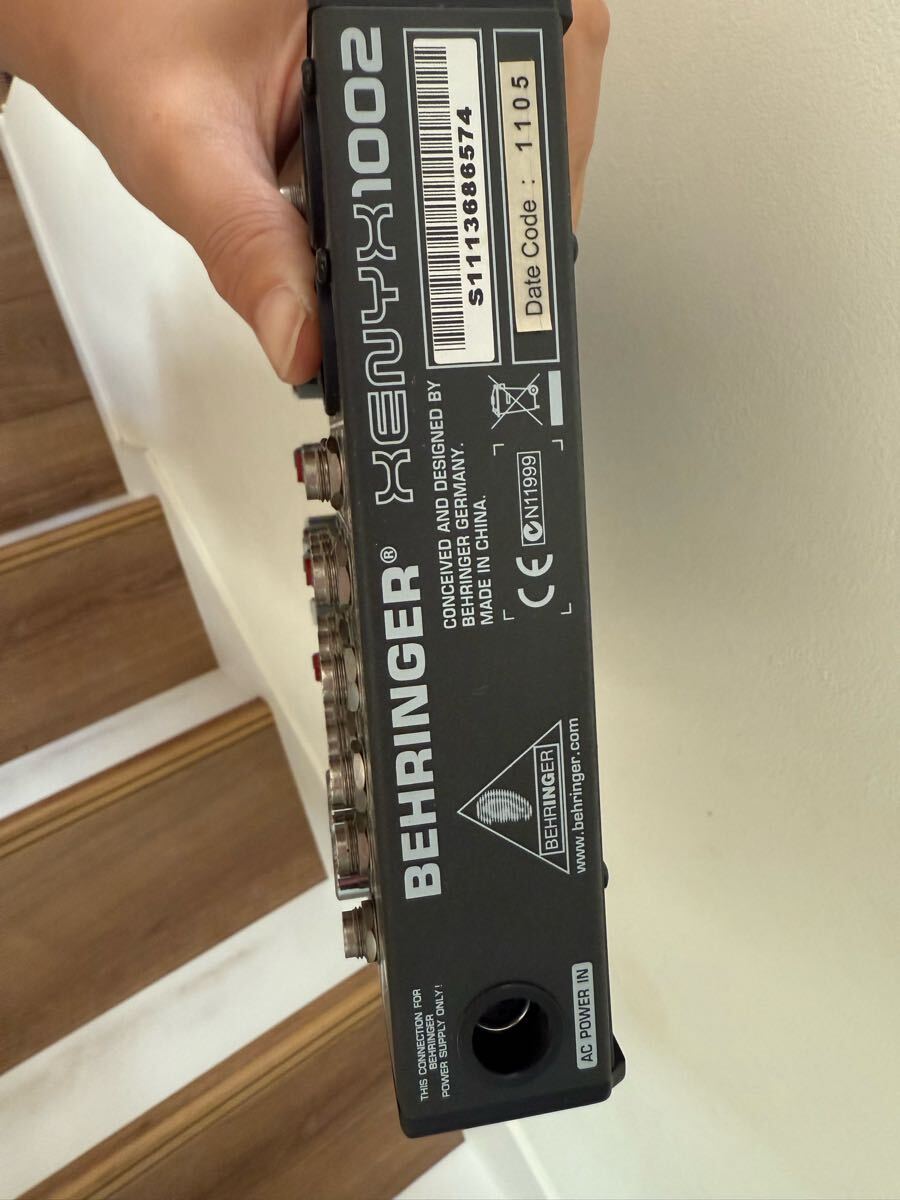 BEHRINGER® XENYX1002
THIS CONNECTION FOR
BEHRINGER
POWER SUPPLY ONLY!
AC POWER IN
BEHRINGER
www.behringer.com
CONCEIVED AND DESIGNED BY
BEHRINGER GERMANY.
MADE IN CHINA.
CE N11999
S1113686574
Date Code : 1105